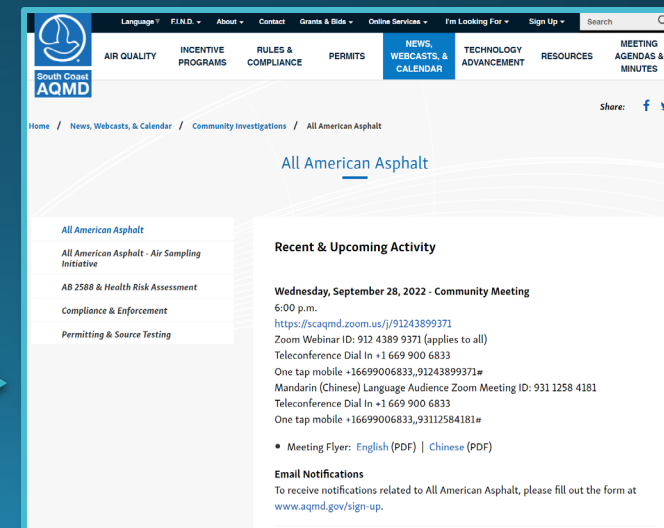 Language F.I.N.D. About Contact Grants & Bids Online Services I'm Looking For Sign Up Search
AIR QUALITY
INCENTIVE
PROGRAMS
RULES &
COMPLIANCE
PERMITS
NEWS,
WEBCASTS, &
CALENDAR
TECHNOLOGY
ADVANCEMENT
RESOURCES
MEETING
AGENDAS &
MINUTES
South Coast
AQMD
Share:
Home / News, Webcasts, & Calendar / Community Investigations / All American Asphalt
All American Asphalt
All American Asphalt
All American Asphalt - Air Sampling
Initiative
AB 2588 & Health Risk Assessment
Compliance & Enforcement
Permitting & Source Testing
Recent & Upcoming Activity
Wednesday, September 28, 2022 - Community Meeting
6:00 p.m.
https://scaqmd.zoom.us/j/91243899371
Zoom Webinar ID: 912 4389 9371 (applies to all)
Teleconference Dial In +1 669 900 6833
One tap mobile +16699006833,,91243899371#
Mandarin (Chinese) Language Audience Zoom Meeting ID: 931 1258 4181
Teleconference Dial In +1 669 900 6833
One tap mobile +16699006833,,93112584181#
• Meeting Flyer: English (PDF) | Chinese (PDF)
Email Notifications
To receive notifications related to All American Asphalt, please fill out the form at
www.aqmd.gov/sign-up.